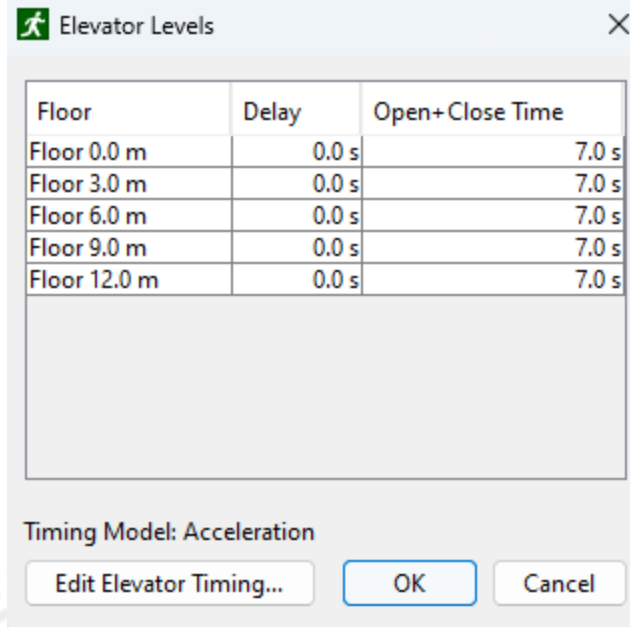 Elevator Levels
Floor Delay Open+Close Time
Floor 0.0 m 0.0 s 7.0 s
Floor 3.0 m 0.0 s 7.0 s
Floor 6.0 m 0.0 s 7.0 s
Floor 9.0 m 0.0 s 7.0 s
Floor 12.0 m 0.0 s 7.0 s
Timing Model: Acceleration
Edit Elevator Timing... OK Cancel